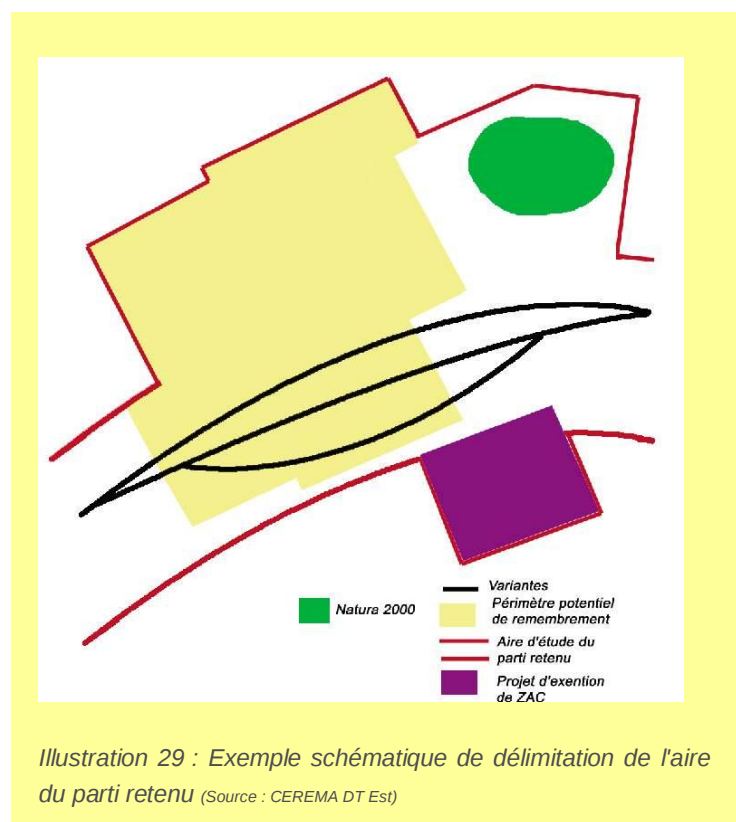 Natura 2000
Variantes
Périmètre potentiel
de remembrement
Aire d'étude du
parti retenu
Projet d'exention
de ZAC
Illustration 29 : Exemple schématique de délimitation de l'aire
du parti retenu (Source : CEREMA DT Est)